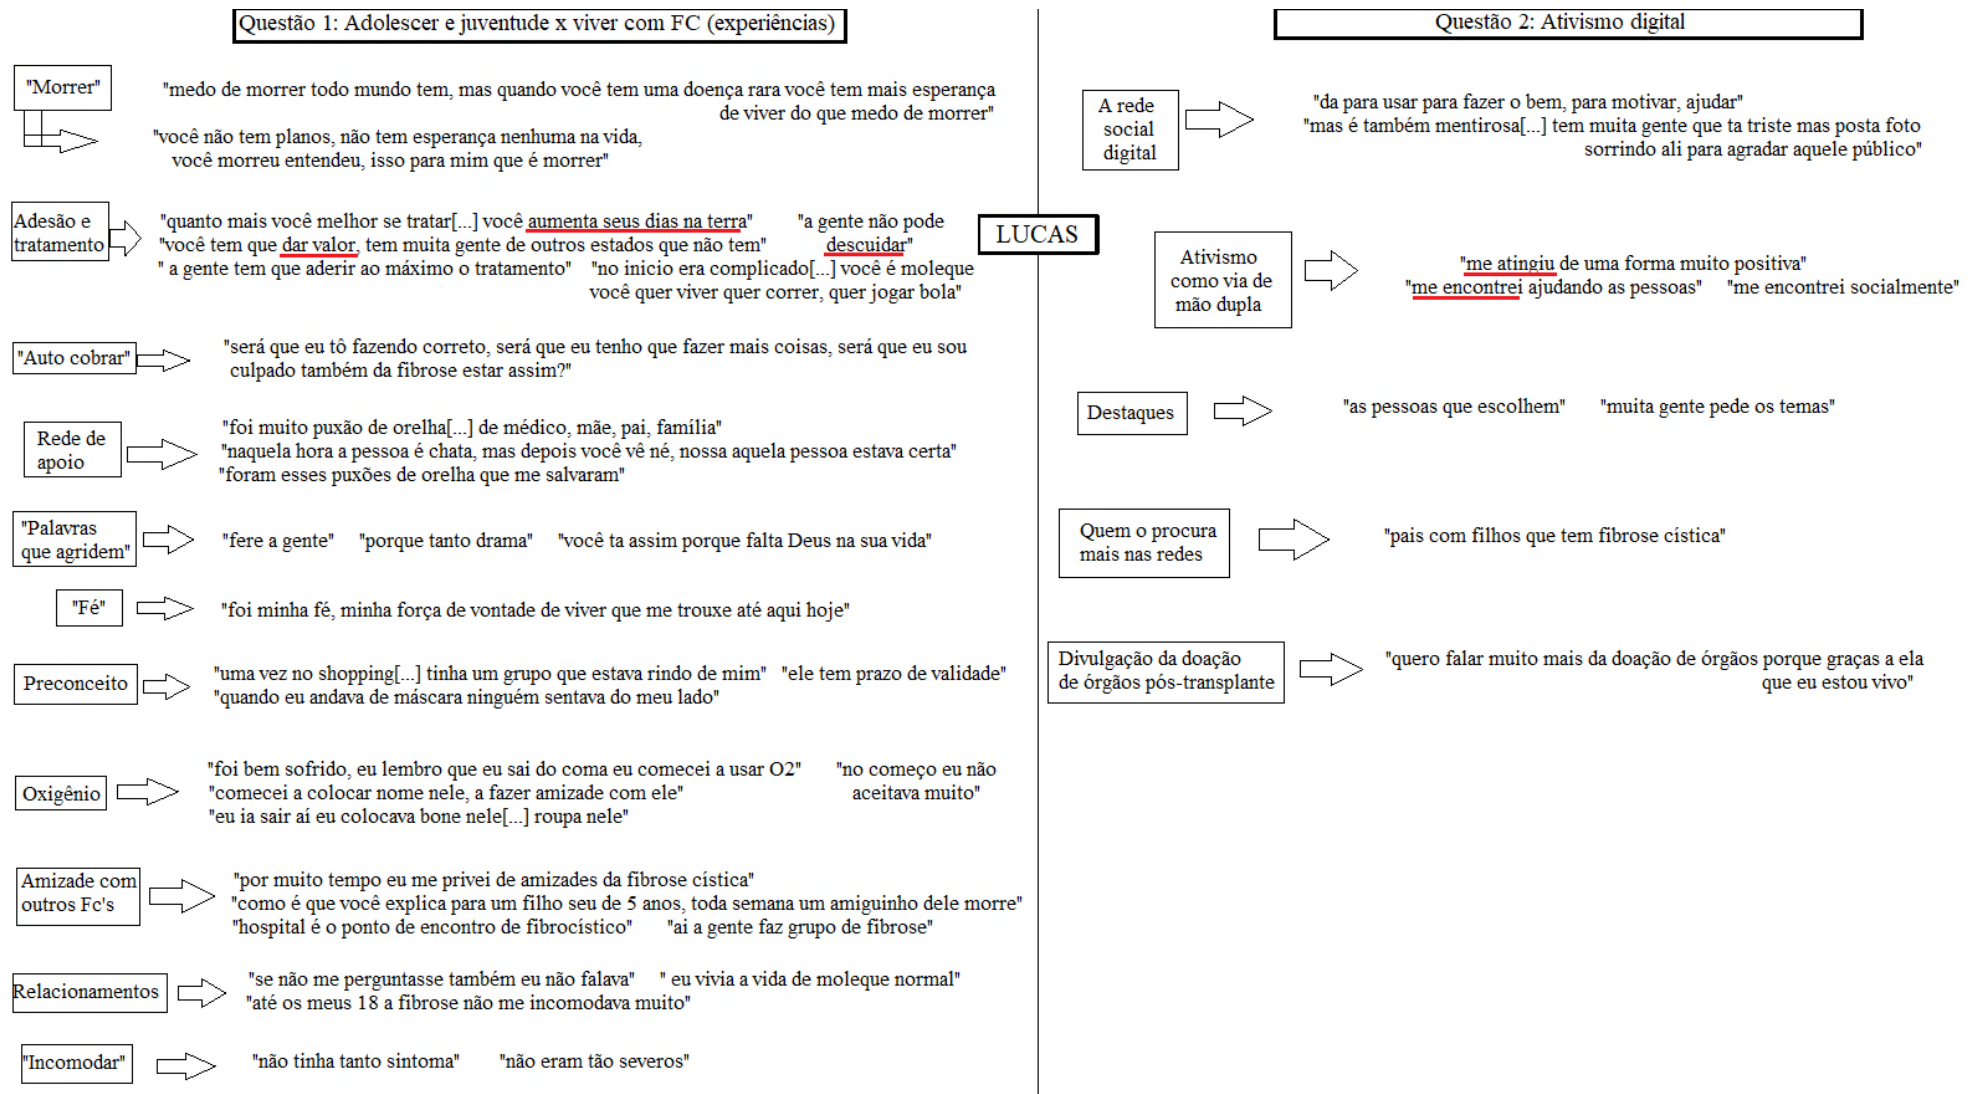 Questão 1: Adolescer e juventude x viver com FC (experiências)
"Morrer"
"medo de morrer todo mundo tem, mas quando você tem uma doença rara você tem mais esperança
de viver do que medo de morrer"
"você não tem planos, não tem esperança nenhuma na vida,
você morreu entendeu, isso para mim que é morrer"
Adesão e
tratamento
"quanto mais você melhor se tratar[...] você aumenta seus dias na terra"
"você tem que dar valor, tem muita gente de outros estados que não tem"
"a gente não pode
descuidar"
" a gente tem que aderir ao máximo o tratamento"
"no inicio era complicado[...] você é moleque
você quer viver quer correr, quer jogar bola"
"Auto cobrar"
"será que eu tô fazendo correto, será que eu tenho que fazer mais coisas, será que eu sou
culpado também da fibrose estar assim?"
Rede de
apoio
"foi muito puxão de orelha[...] de médico, mãe, pai, família"
"naquela hora a pessoa é chata, mas depois você vê né, nossa aquela pessoa estava certa"
"foram esses puxões de orelha que me salvaram"
"Palavras
que agridem"
"fere a gente" "porque tanto drama" "você ta assim porque falta Deus na sua vida"
"Fé"
"foi minha fé, minha força de vontade de viver que me trouxe até aqui hoje"
Preconceito
"uma vez no shopping[...] tinha um grupo que estava rindo de mim" "ele tem prazo de validade"
"quando eu andava de máscara ninguém sentava do meu lado"
Oxigênio
"foi bem sofrido, eu lembro que eu sai do coma eu comecei a usar O2"
"comecei a colocar nome nele, a fazer amizade com ele"
"eu ia sair aí eu colocava bone nele[...] roupa nele"
"no começo eu não
aceitava muito"
Amizade com
outros Fc's
"por muito tempo eu me privei de amizades da fibrose cística"
"como é que você explica para um filho seu de 5 anos, toda semana um amiguinho dele morre"
"hospital é o ponto de encontro de fibrocístico" "ai a gente faz grupo de fibrose"
Relacionamentos
"se não me perguntasse também eu não falava" " eu vivia a vida de moleque normal"
"até os meus 18 a fibrose não me incomodava muito"
"Incomodar"
"não tinha tanto sintoma" "não eram tão severos"
LUCAS
Questão 2: Ativismo digital
A rede
social
digital
"da para usar para fazer o bem, para motivar, ajudar"
"mas é também mentirosa[...] tem muita gente que ta triste mas posta foto
sorrindo ali para agradar aquele público"
Ativismo
como via de
mão dupla
"me atingiu de uma forma muito positiva"
"me encontrei ajudando as pessoas" "me encontrei socialmente"
Destaques
"as pessoas que escolhem" "muita gente pede os temas"
Quem o procura
mais nas redes
"pais com filhos que tem fibrose cística"
Divulgação da doação
de órgãos pós-transplante
"quero falar muito mais da doação de órgãos porque graças a ela
que eu estou vivo"